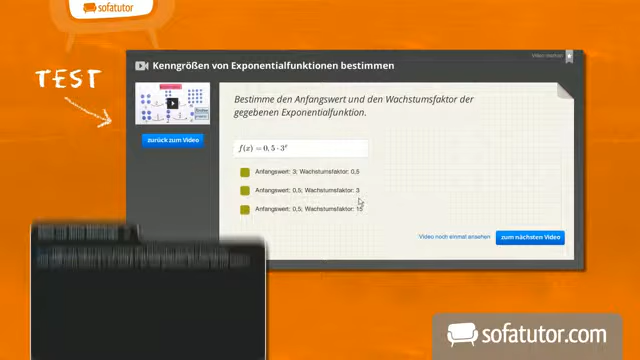 sofatutor
Kenngrößen von Exponentialfunktionen bestimmen
TEST
Bestimme den Anfangswert und den Wachstumsfaktor der
gegebenen Exponentialfunktion.
zurück zum Video
f(x) = 0, 5 · 3ˣ
Anfangswert: 3; Wachstumsfaktor: 0,5
Anfangswert: 0,5; Wachstumsfaktor: 3
Anfangswert: 0,5; Wachstumsfaktor: 15
Video noch einmal ansehen
zum nächsten Video
sofatutor.com